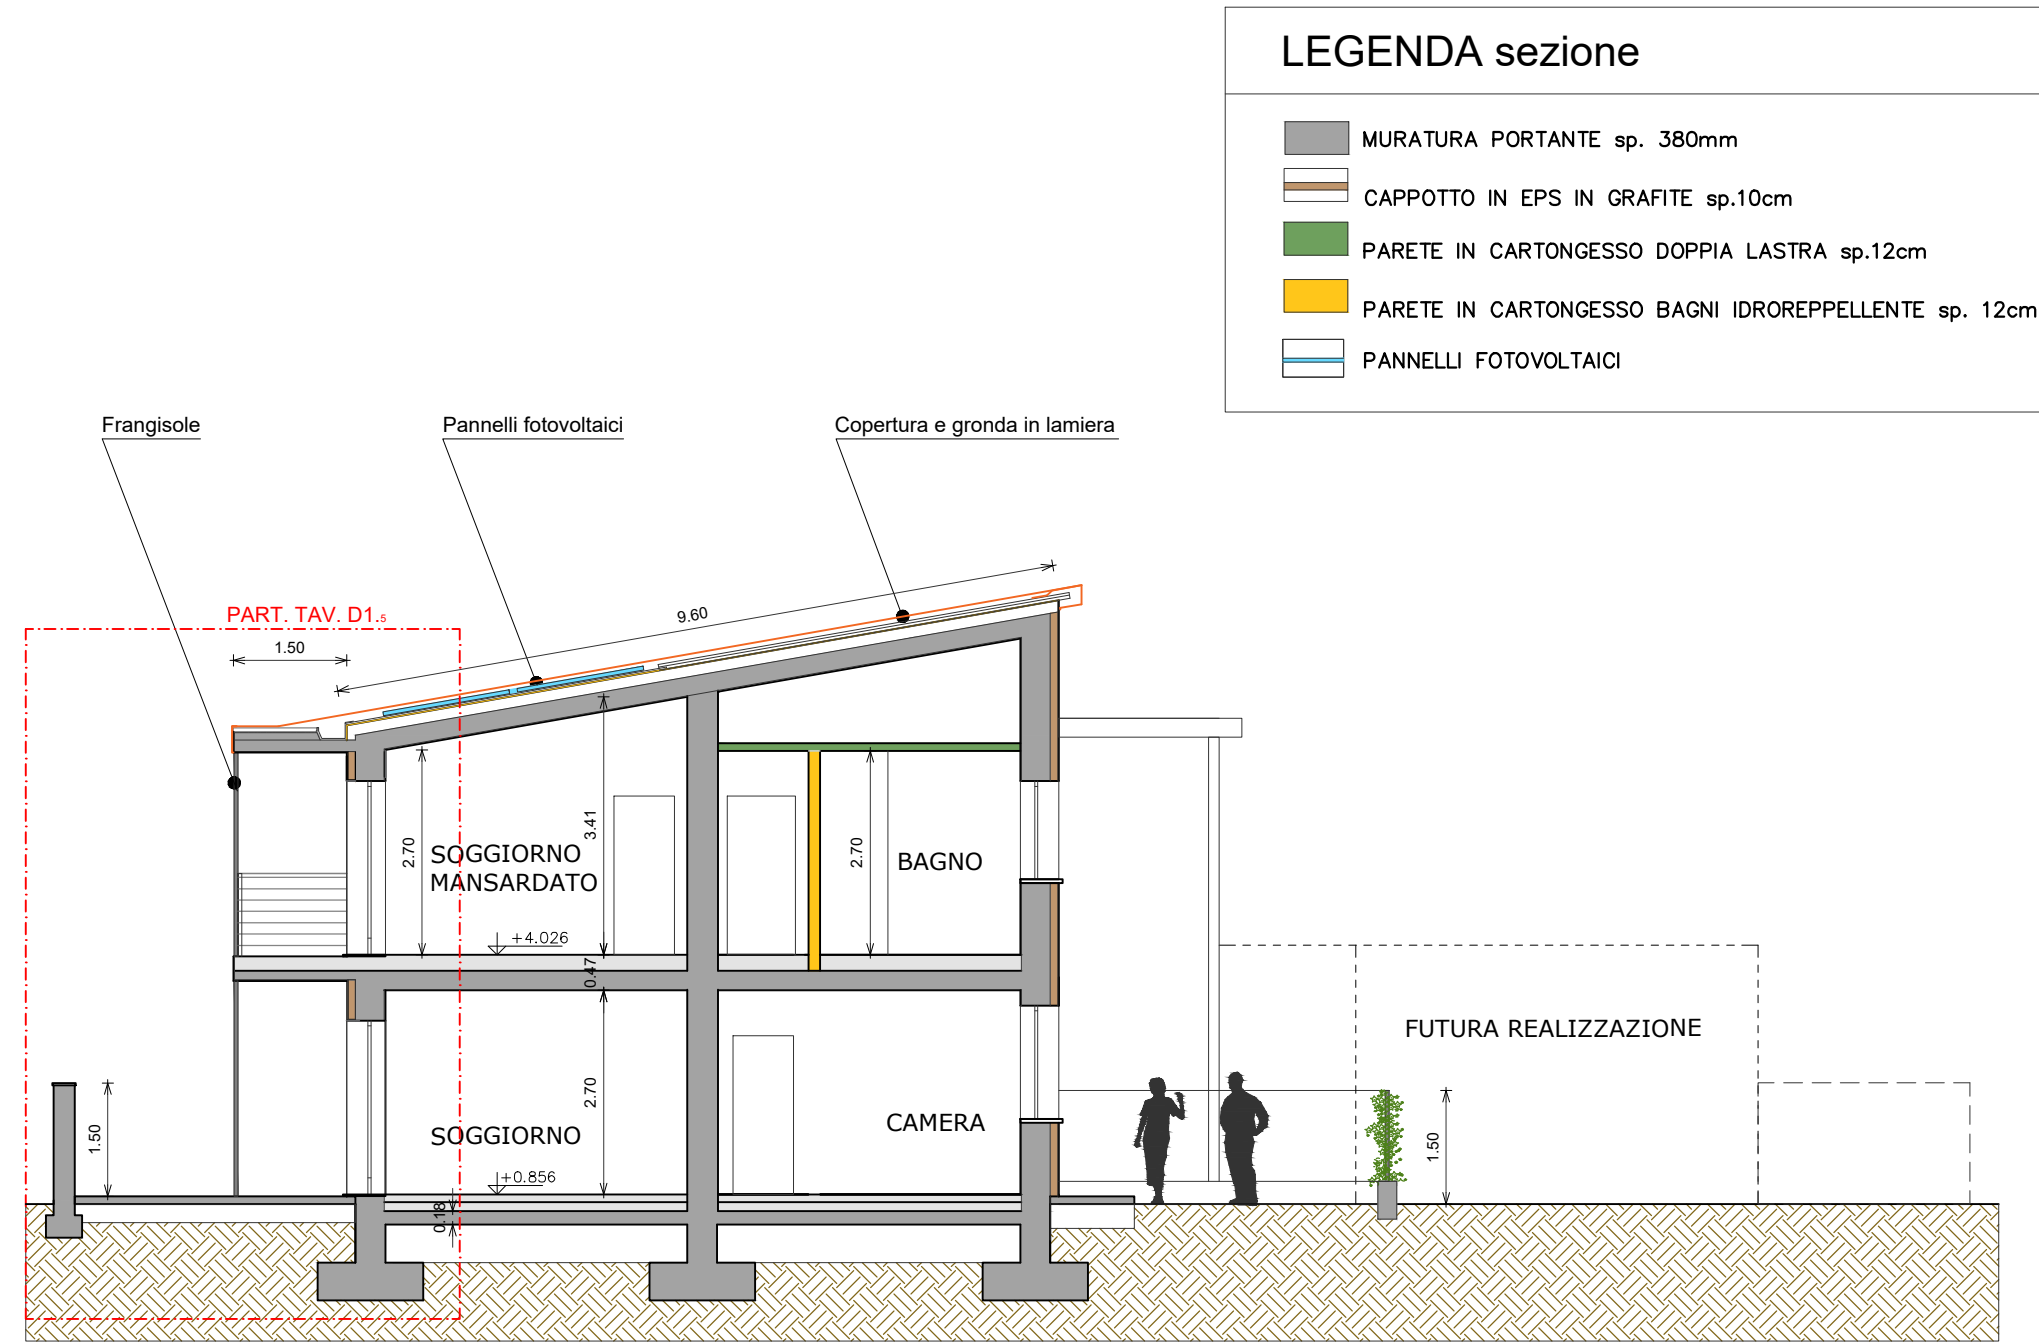 LEGENDA sezione
MURATURA PORTANTE sp. 380mm
CAPPOTTO IN EPS IN GRAFITE sp.10cm
PARETE IN CARTONGESSO DOPPIA LASTRA sp.12cm
PARETE IN CARTONGESSO BAGNI IDROREPPELLENTE sp. 12cm
PANNELLI FOTOVOLTAICI
Frangisole
Pannelli fotovoltaici
Copertura e gronda in lamiera
PART. TAV. D1.5
1.50
9.60
2.70
SOGGIORNO
MANSARDATO
3.41
2.70
BAGNO
+4.026
0.47
FUTURA REALIZZAZIONE
1.50
SOGGIORNO
2.70
CAMERA
1.50
+0.856
0.18